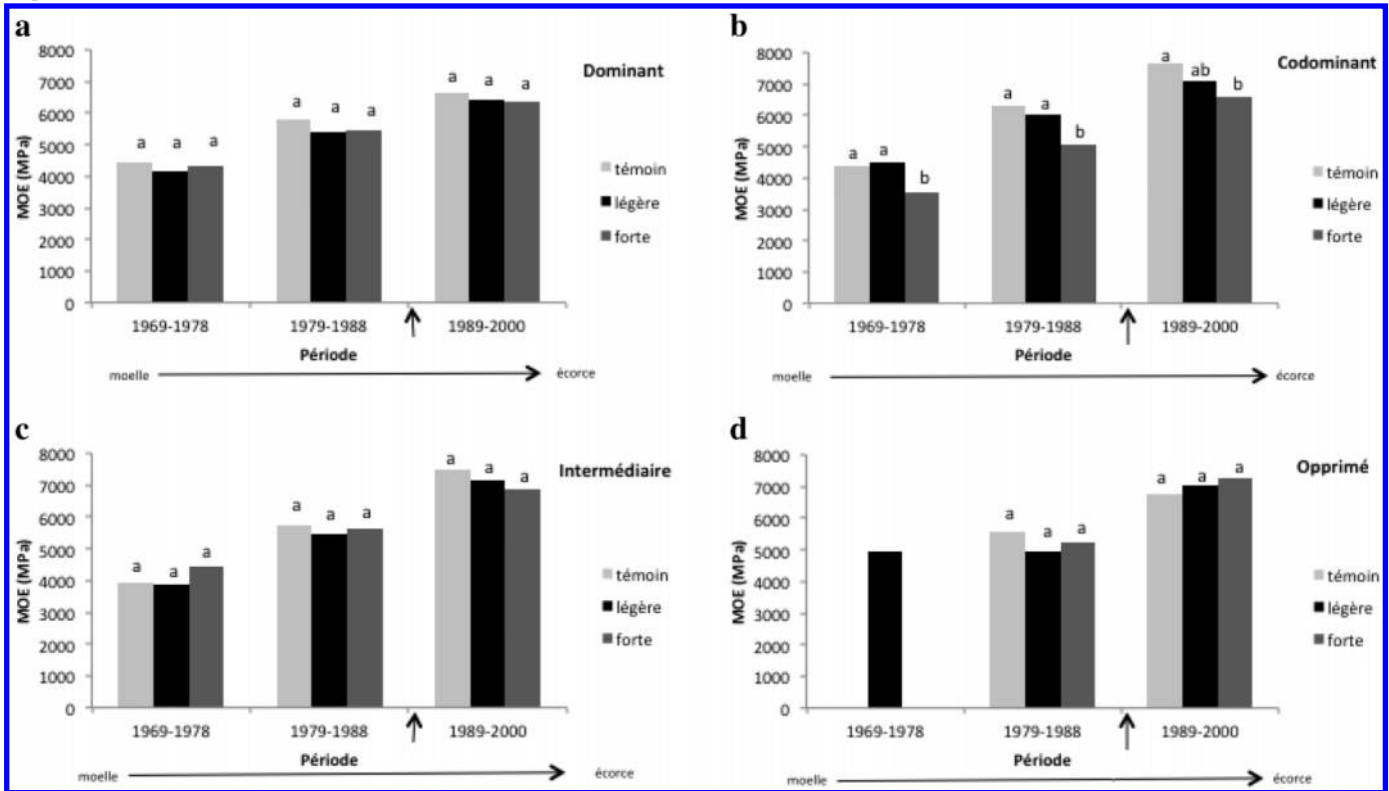 a
Dominant
MOE (MPa)
8000
7000
6000
5000
4000
3000
2000
1000
0
a a a
a a a
a a a
témoin
légère
forte
1969-1978 1979-1988 1989-2000
Période
moelle écorce
b
Codominant
MOE (MPa)
8000
7000
6000
5000
4000
3000
2000
1000
0
a a b
a a b
a ab b
témoin
légère
forte
1969-1978 1979-1988 1989-2000
Période
moelle écorce
c
Intermédiaire
MOE (MPa)
8000
7000
6000
5000
4000
3000
2000
1000
0
a a a
a a a
a a a
témoin
légère
forte
1969-1978 1979-1988 1989-2000
Période
moelle écorce
d
Opprimé
MOE (MPa)
8000
7000
6000
5000
4000
3000
2000
1000
0
a a a
a a a
témoin
légère
forte
1969-1978 1979-1988 1989-2000
Période
moelle écorce